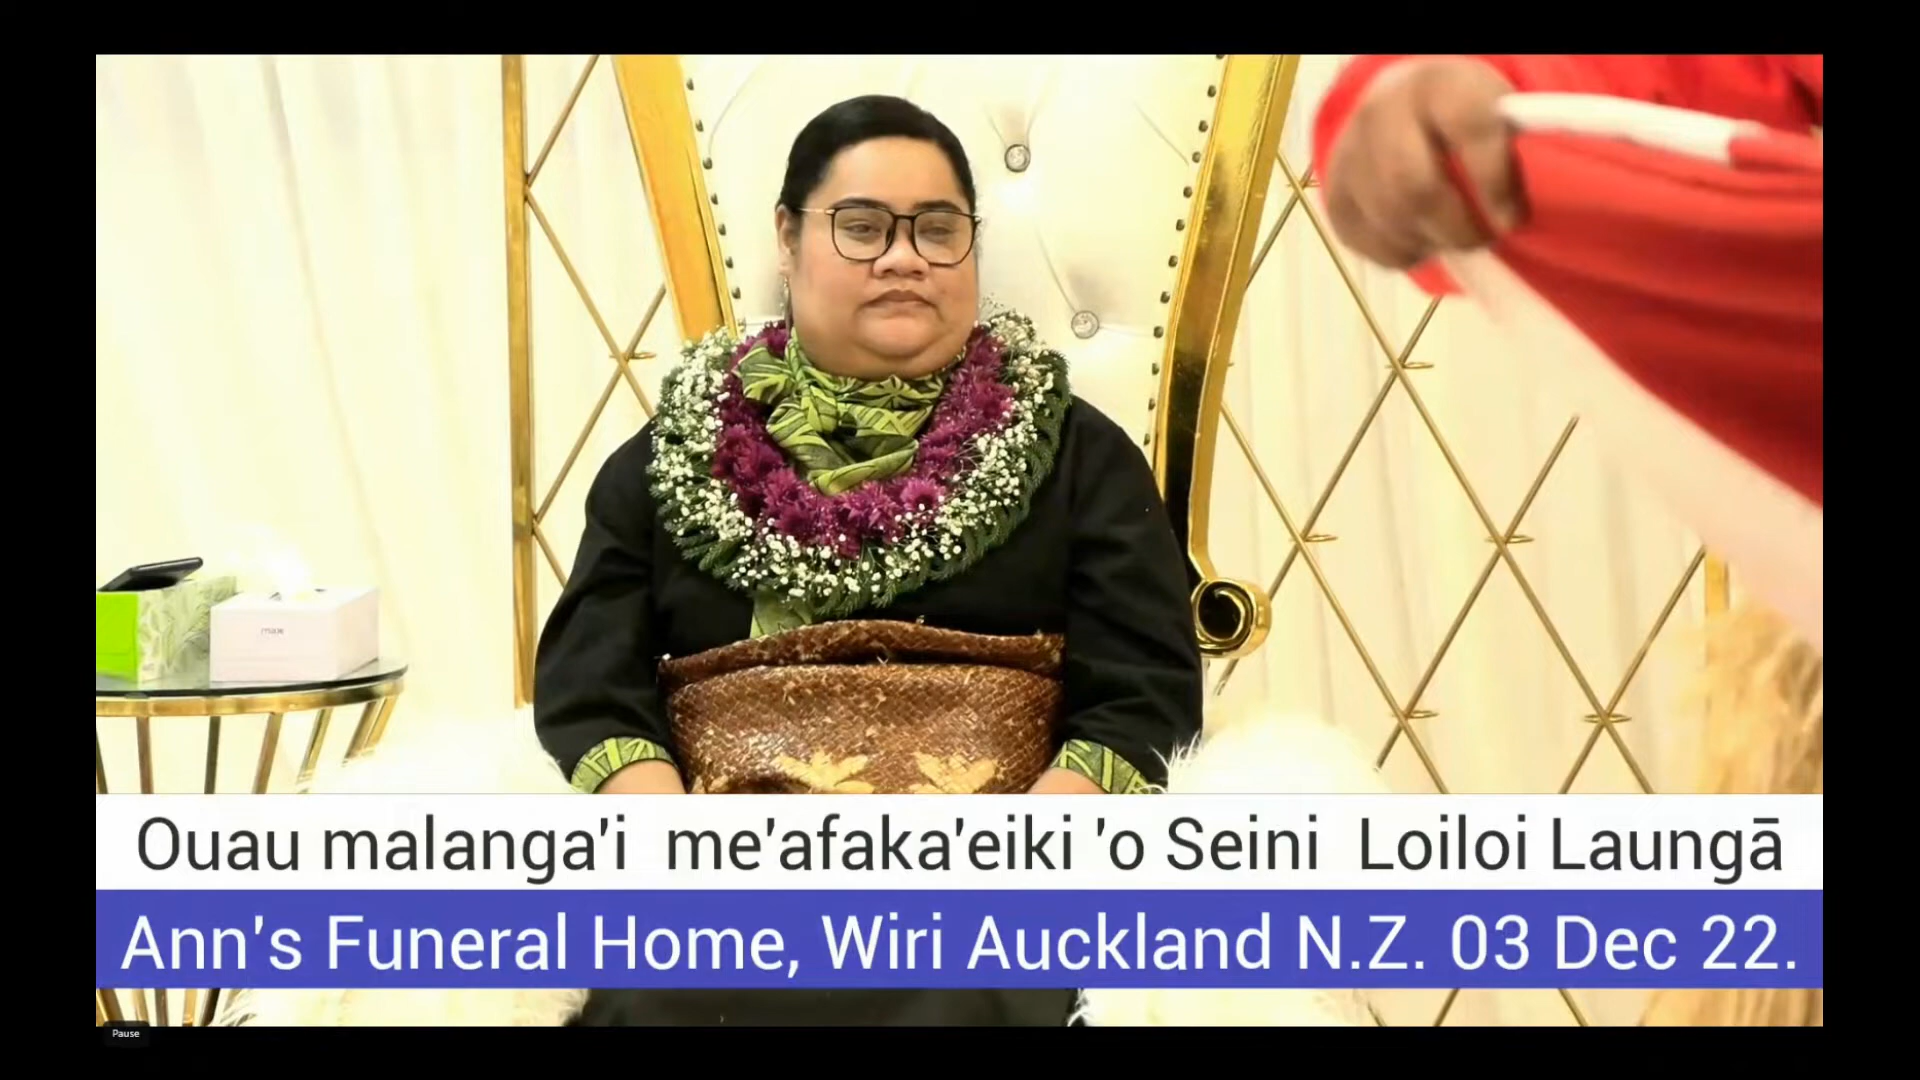 Ouau malanga'i me'afaka'eiki 'o Seini Loiloi Laungā
Ann's Funeral Home, Wiri Auckland N.Z. 03 Dec 22.
Pause